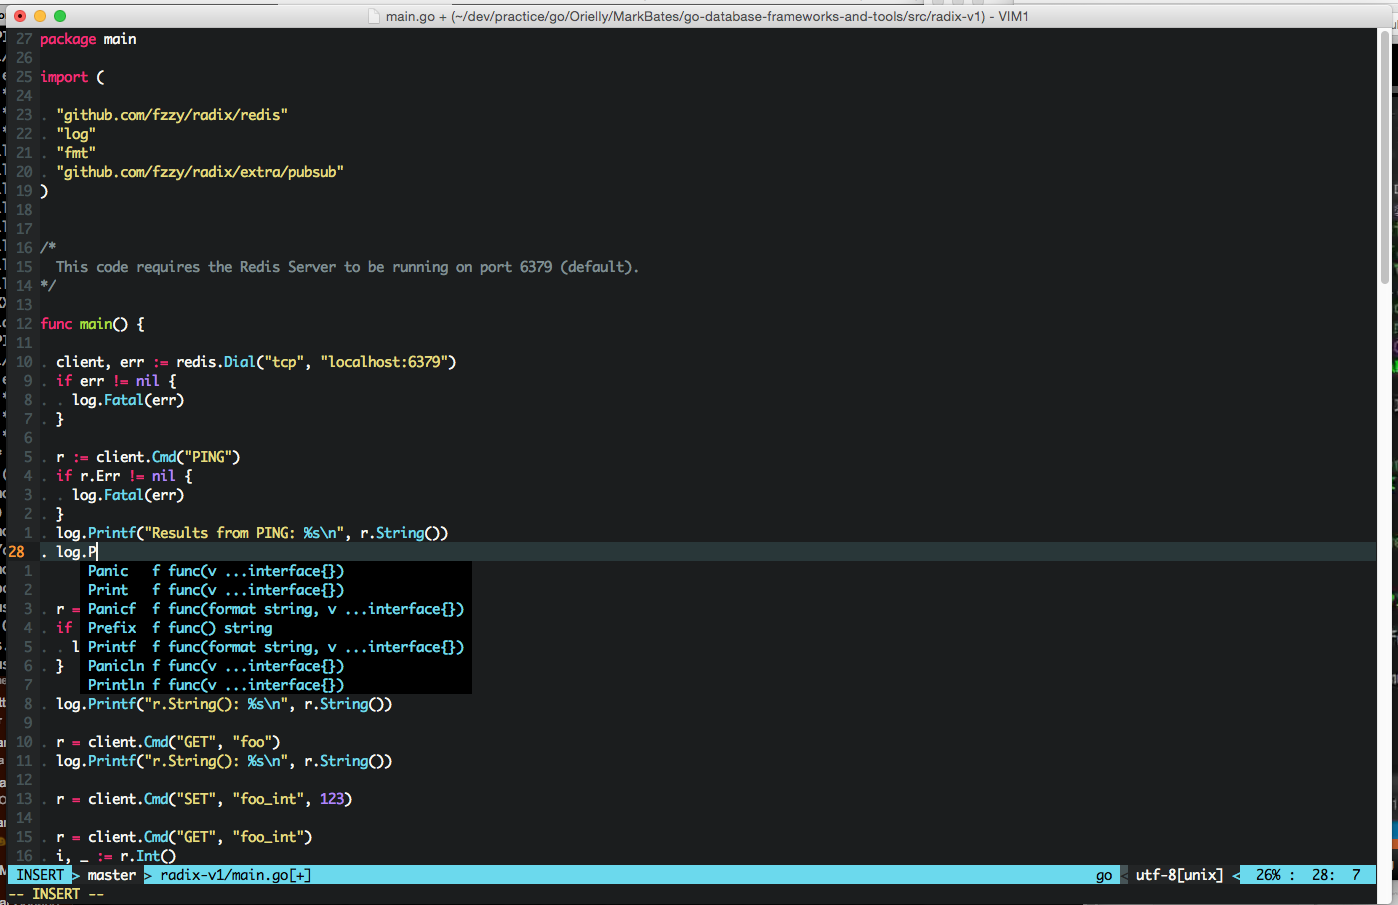 main.go + (~/dev/practice/go/Orielly/MarkBates/go-database-frameworks-and-tools/src/radix-v1) - VIM1
27 package main
26
25 import (
24
23 . "github.com/fzzy/radix/redis"
22 . "log"
21 . "fmt"
20 . "github.com/fzzy/radix/extra/pubsub"
19 )
18
17
16 /*
15   This code requires the Redis Server to be running on port 6379 (default).
14 */
13
12 func main() {
11
10 . client, err := redis.Dial("tcp", "localhost:6379")
9 . if err != nil {
8 . . log.Fatal(err)
7 . }
6
5 . r := client.Cmd("PING")
4 . if r.Err != nil {
3 . . log.Fatal(err)
2 . }
1 . log.Printf("Results from PING: %s\n", r.String())
28 . log.P
1 Panic f func(v ...interface{})
2 Print f func(v ...interface{})
3 . r = Panicf f func(format string, v ...interface{})
4 . if Prefix f func() string
5 . . l Printf f func(format string, v ...interface{})
6 . } Panicln f func(v ...interface{})
7 Println f func(v ...interface{})
8 . log.Printf("r.String(): %s\n", r.String())
9
10 . r = client.Cmd("GET", "foo")
11 . log.Printf("r.String(): %s\n", r.String())
12
13 . r = client.Cmd("SET", "foo_int", 123)
14
15 . r = client.Cmd("GET", "foo_int")
16 . i, _ := r.Int()
INSERT > master > radix-v1/main.go[+] go < utf-8[unix] < 26% : 28: 7
-- INSERT --